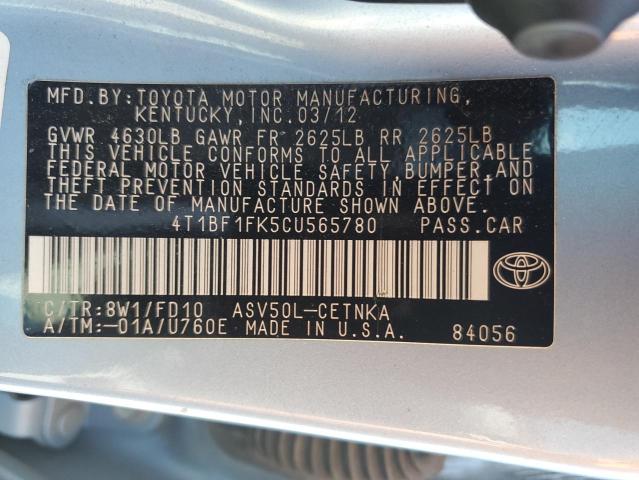 MFD.BY:TOYOTA MOTOR MANUFACTURING,
KENTUCKY, INC.03/12
GVWR 4630LB GAWR FR 2625LB RR 2625LB
THIS VEHICLE CONFORMS TO ALL APPLICABLE
FEDERAL MOTOR VEHICLE SAFETY, BUMPER, AND
THEFT PREVENTION STANDARDS IN EFFECT ON
THE DATE OF MANUFACTURE SHOWN ABOVE.
4T1BF1FK5CU565780 PASS.CAR
C/TR:8W1/FD10 ASV50L-CETNKA
A/TM:-01A/U760E MADE IN U.S.A. 84056